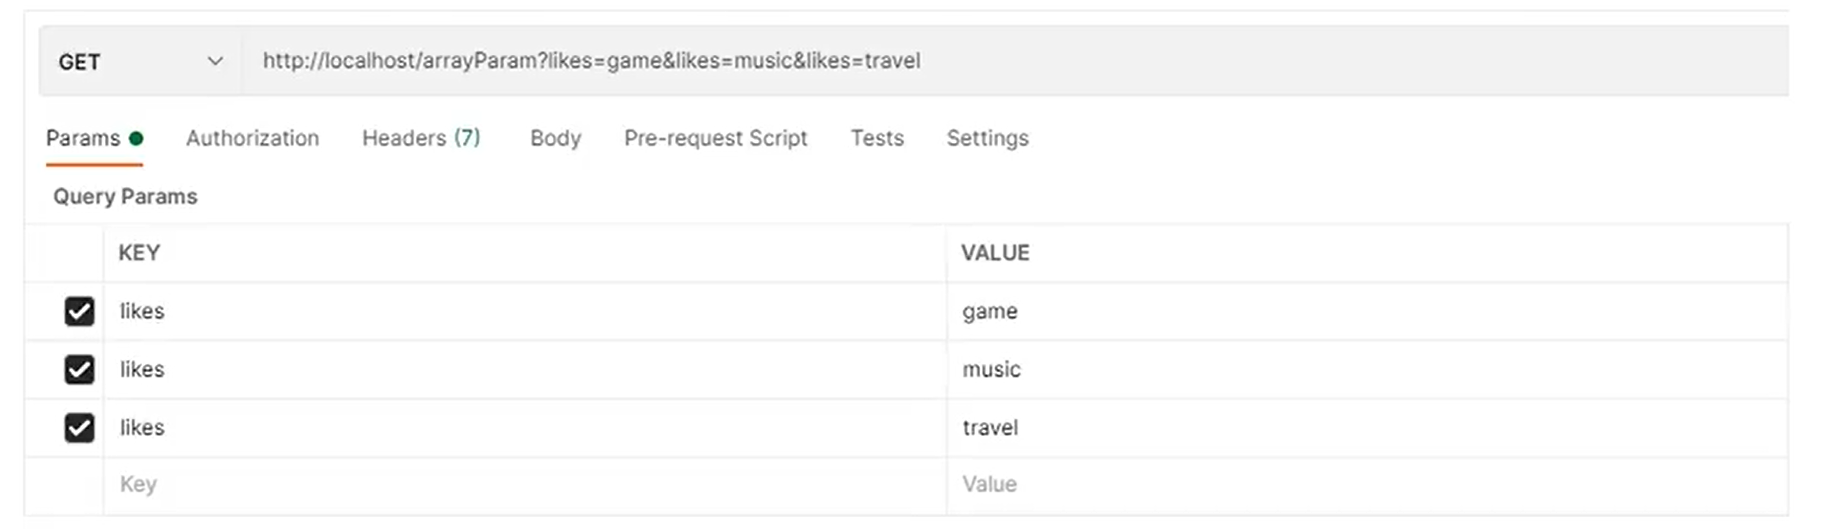 GET http://localhost/arrayParam?likes=game&likes=music&likes=travel
Params Authorization Headers (7) Body Pre-request Script Tests Settings
Query Params
KEY VALUE
likes game
likes music
likes travel
Key Value